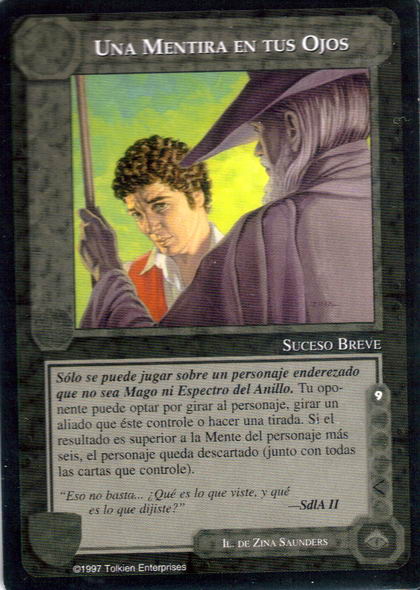 UNA MENTIRA EN TUS OJOS
SUCESO BREVE
Sólo se puede jugar sobre un personaje enderezado
que no sea Mago ni Espectro del Anillo. Tu opo-
nente puede optar por girar al personaje, girar un
aliado que éste controle o hacer una tirada. Si el
resultado es superior a la Mente del personaje más
seis, el personaje queda descartado (junto con todas
las cartas que controle).
9
"Eso no basta... ¿Qué es lo que viste, y qué
es lo que dijiste?"
—SdlA II
IL. DE ZINA SAUNDERS
©1997 Tolkien Enterprises